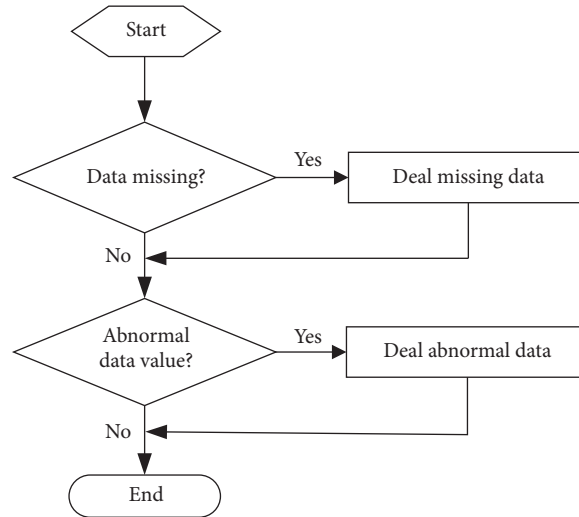 Start
Data missing?
Yes
Deal missing data
No
Abnormal
data value?
Yes
Deal abnormal data
No
End